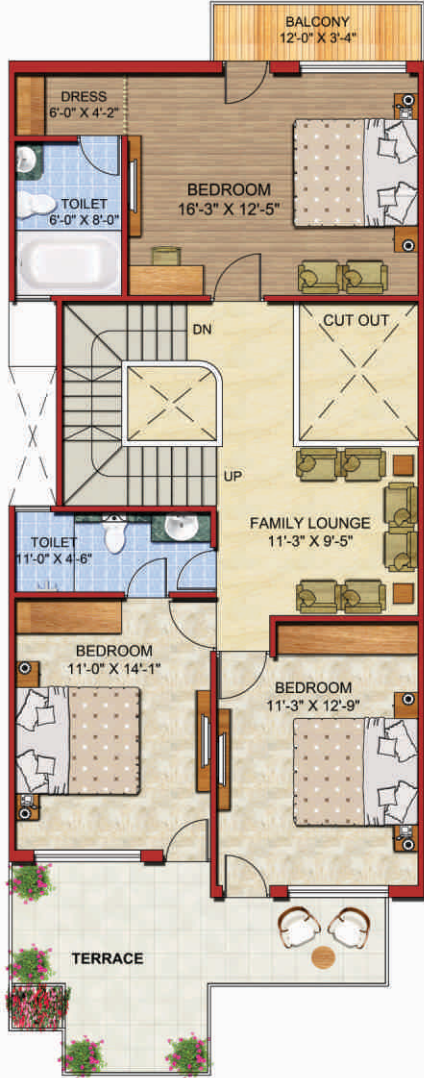 BALCONY
12'-0" X 3'-4"
DRESS
6'-0" X 4'-2"
TOILET
6'-0" X 8'-0"
BEDROOM
16'-3" X 12'-5"
DN
CUT OUT
UP
FAMILY LOUNGE
11'-3" X 9'-5"
TOILET
11'-0" X 4'-6"
BEDROOM
11'-0" X 14'-1"
BEDROOM
11'-3" X 12'-9"
TERRACE